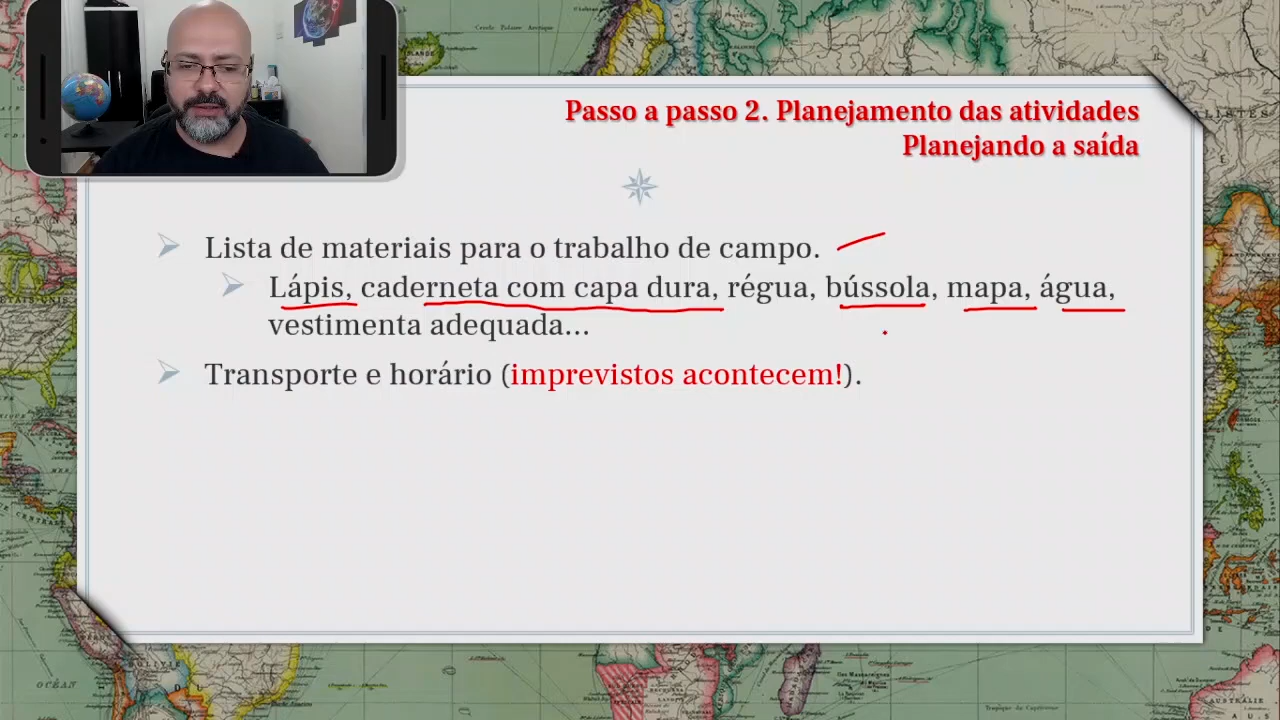 Passo a passo 2. Planejamento das atividades
Planejando a saída
Lista de materiais para o trabalho de campo.
Lápis, caderneta com capa dura, régua, bússola, mapa, água,
vestimenta adequada...
Transporte e horário (imprevistos acontecem!).
OCÉAN